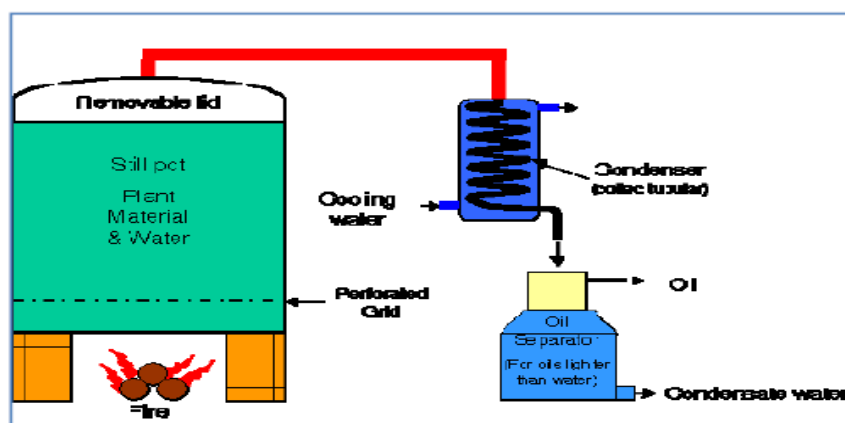 Removable lid
Still pot
Plant
Material
& Water
Cooling
water
Condenser
(coiled tubular)
Perforated
Grid
Oil
Oil
Separator
(For oils lighter
than water)
Condensate water
Fire